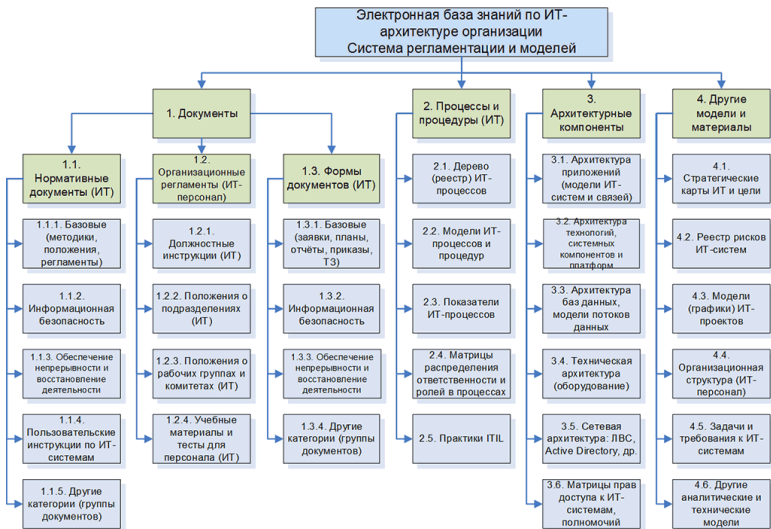 Электронная база знаний по ИТ-
архитектуре организации
Система регламентации и моделей
1. Документы
2. Процессы и
процедуры (ИТ)
3.
Архитектурные
компоненты
4. Другие
модели и
материалы
1.1.
Нормативные
документы (ИТ)
1.1.1. Базовые
(методики,
положения,
регламенты)
1.1.2.
Информационная
безопасность
1.1.3. Обеспечение
непрерывности и
восстановление
деятельности
1.1.4.
Пользовательские
инструкции по ИТ-
системам
1.1.5. Другие
категории (группы
документов)
1.2.
Организационные
регламенты (ИТ-
персонал)
1.2.1.
Должностные
инструкции (ИТ)
1.2.2. Положения о
подразделениях (ИТ)
1.2.3. Положения о
рабочих группах и
комитетах (ИТ)
1.2.4. Учебные
материалы и
тесты для
персонала (ИТ)
1.3. Формы
документов (ИТ)
1.3.1. Базовые
(заявки, планы,
отчёты, приказы,
ТЗ)
1.3.2.
Информационная
безопасность
1.3.3. Обеспечение
непрерывности и
восстановление
деятельности
1.3.4. Другие
категории (группы
документов)
2.1. Дерево
(реестр) ИТ-
процессов
2.2. Модели ИТ-
процессов и
процедур
2.3. Показатели
ИТ-процессов
2.4. Матрицы
распределения
ответственности и
ролей в процессах
2.5. Практики ITIL
3.1. Архитектура
приложений
(модели ИТ-
систем и связей)
3.2. Архитектура
технологий,
системных
компонентов и
платформ
3.3. Архитектура
баз данных,
модели потоков
данных
3.4. Техническая
архитектура
(оборудование)
3.5. Сетевая
архитектура: ЛВС,
Active Directory, др.
3.6. Матрицы прав
доступа к ИТ-
системам,
полномочий
4.1.
Стратегические
карты ИТ и цели
4.2. Реестр рисков
ИТ-систем
4.3. Модели
(графики) ИТ-
проектов
4.4.
Организационная
структура (ИТ-
персонал)
4.5. Задачи и
требования к ИТ-
системам
4.6. Другие
аналитические и
технические
модели